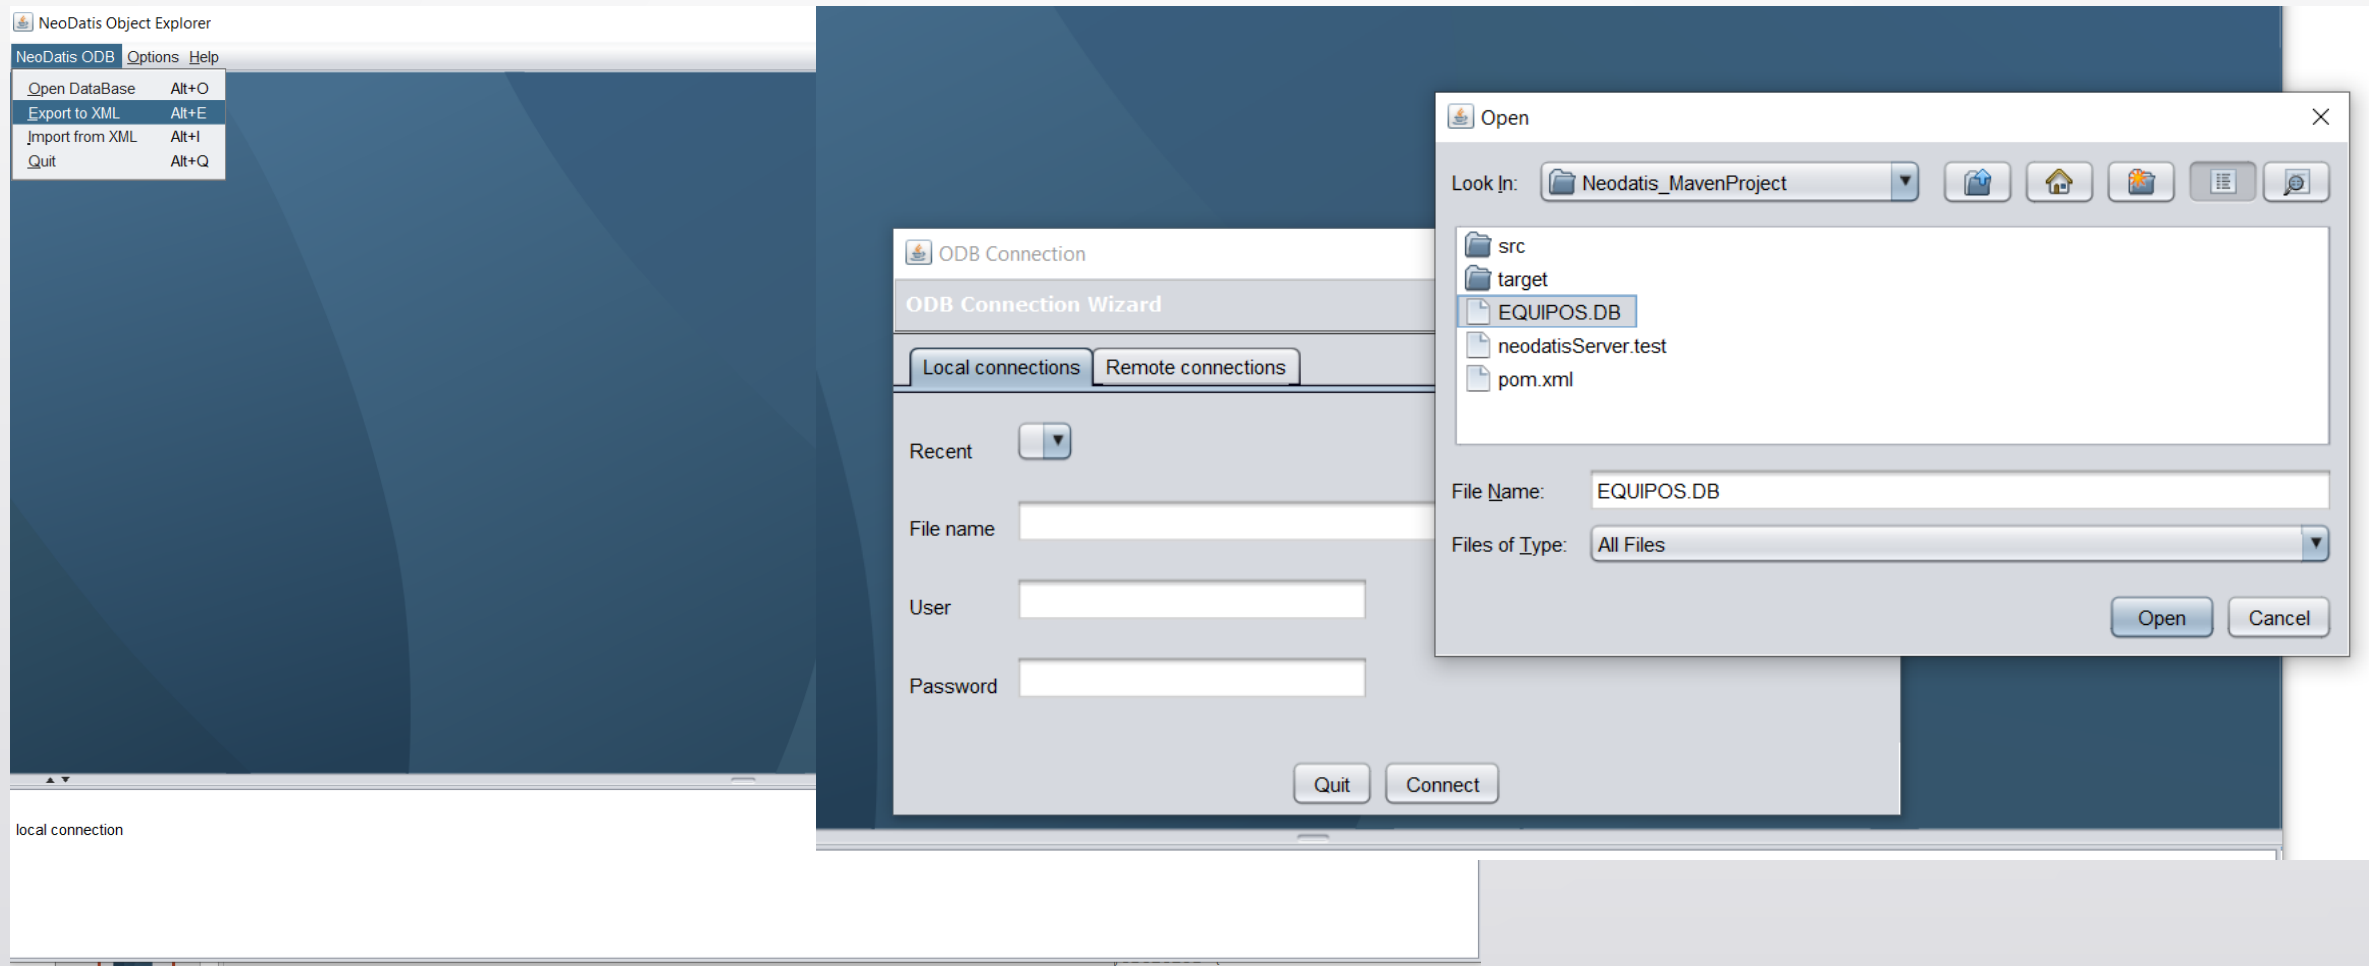 NeoDatis Object Explorer
NeoDatis ODB Options Help
Open DataBase Alt+O
Export to XML Alt+E
Import from XML Alt+I
Quit Alt+Q
local connection
ODB Connection
ODB Connection Wizard
Local connections Remote connections
Recent
File name
User
Password
Quit Connect
Open
Look In: Neodatis_MavenProject
src
target
EQUIPOS.DB
neodatisServer.test
pom.xml
File Name: EQUIPOS.DB
Files of Type: All Files
Open Cancel